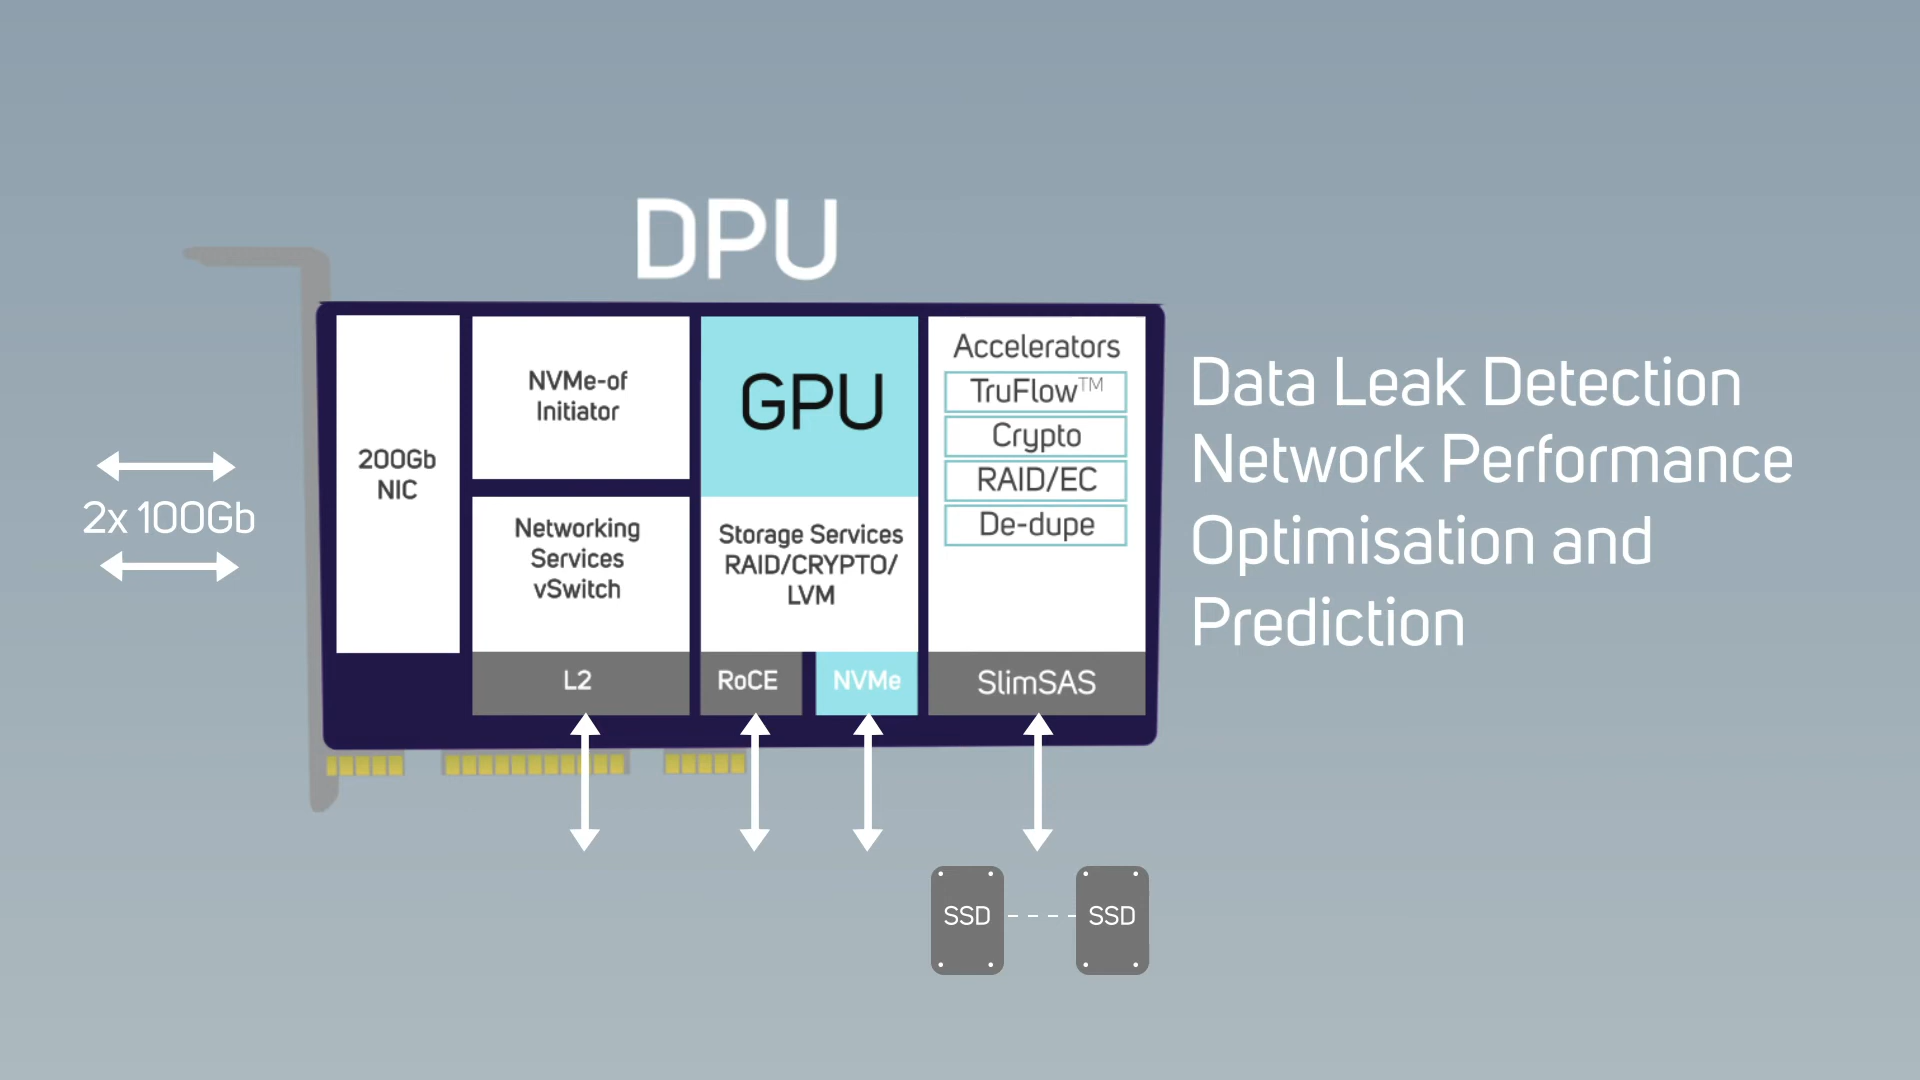 DPU
2x 100Gb
200Gb
NIC
NVMe-of
Initiator
Networking
Services
vSwitch
L2
GPU
Storage Services
RAID/CRYPTO/
LVM
RoCE
NVMe
Accelerators
TruFlow™
Crypto
RAID/EC
De-dupe
SlimSAS
SSD
SSD
Data Leak Detection
Network Performance
Optimisation and
Prediction